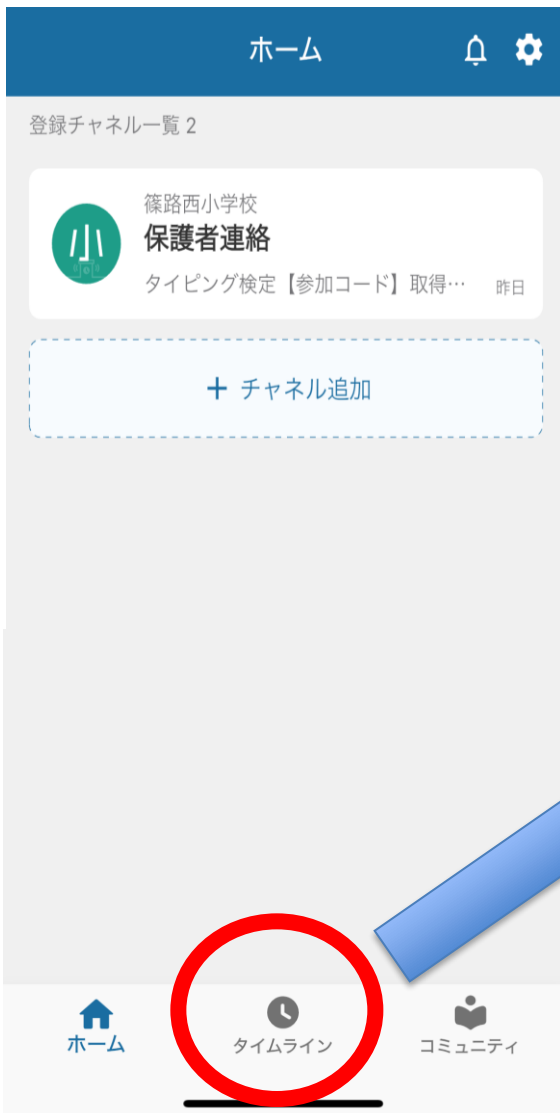 ホーム
登録チャネル一覧 2
篠路西小学校
小
保護者連絡
タイピング検定【参加コード】取得… 昨日
＋ チャネル追加
ホーム タイムライン コミュニティ